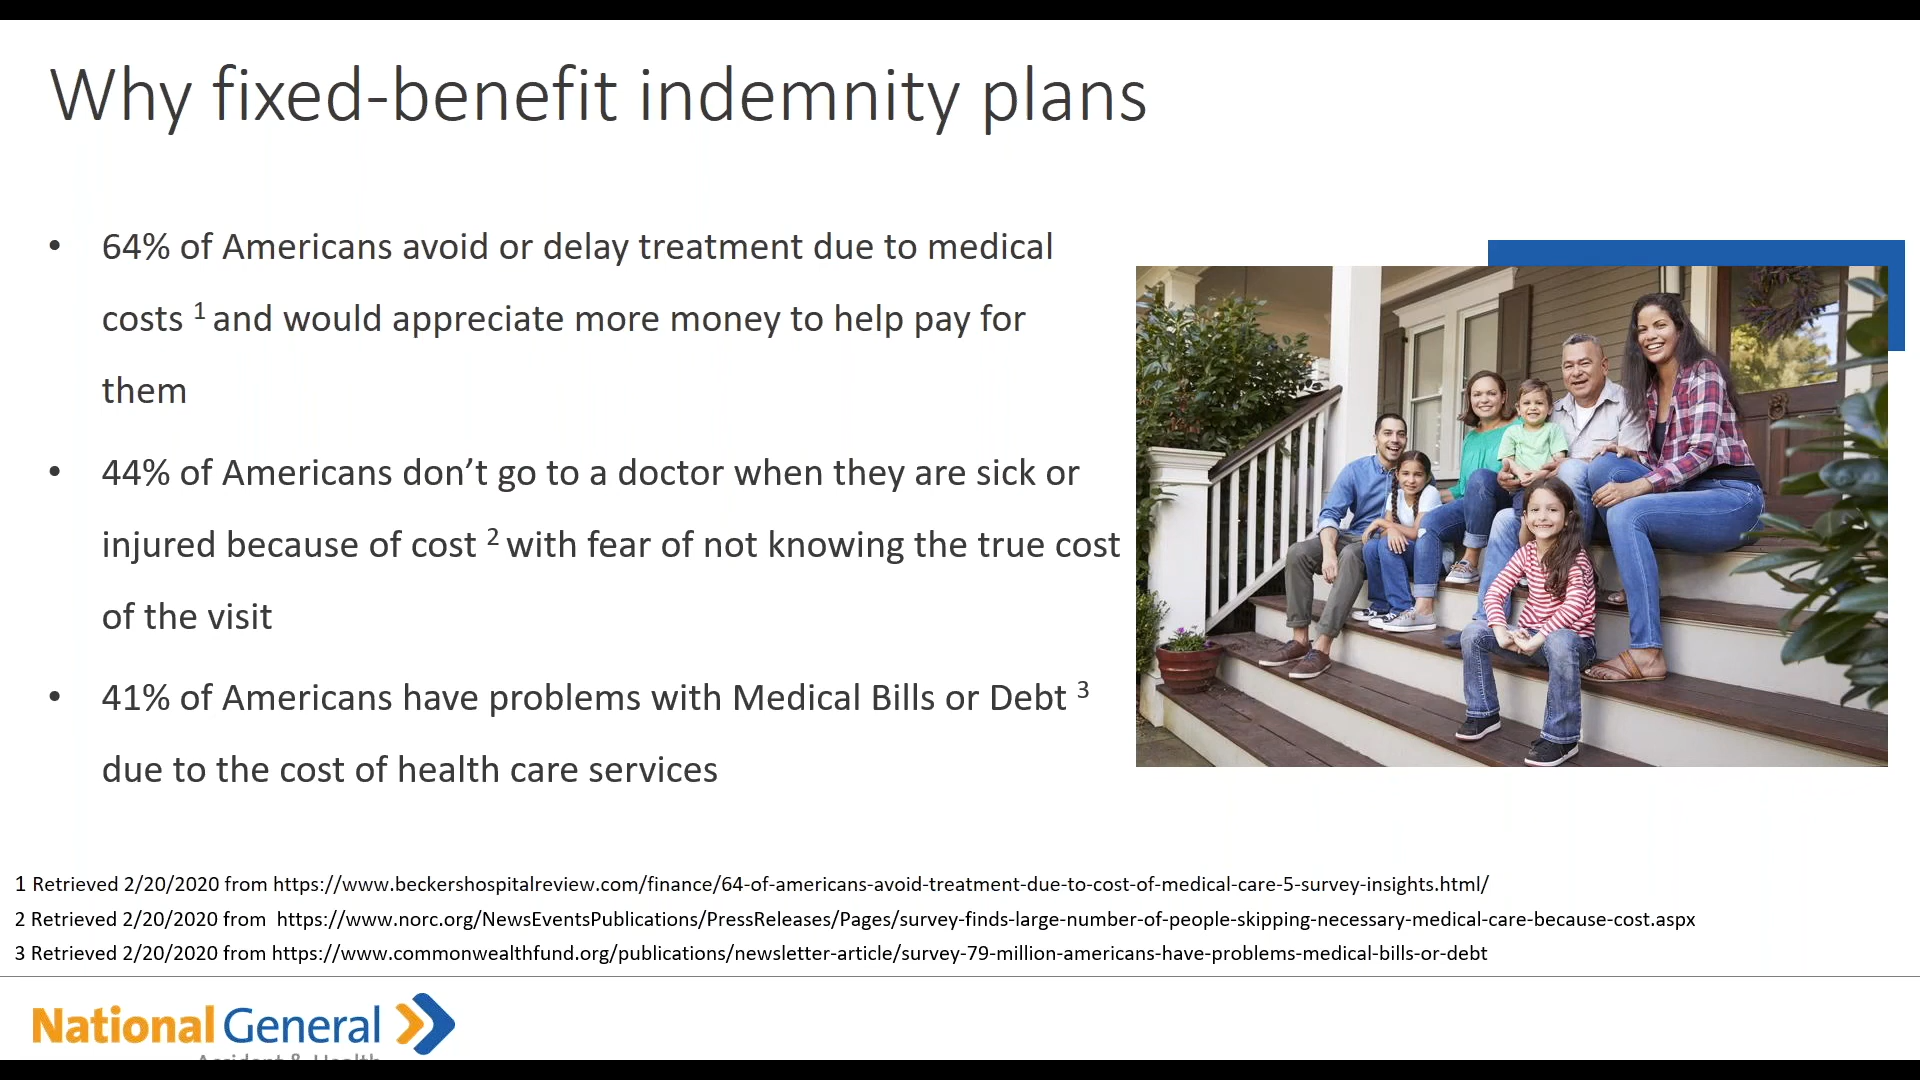 Why fixed-benefit indemnity plans
• 64% of Americans avoid or delay treatment due to medical
costs 1 and would appreciate more money to help pay for
them
• 44% of Americans don’t go to a doctor when they are sick or
injured because of cost 2 with fear of not knowing the true cost
of the visit
• 41% of Americans have problems with Medical Bills or Debt 3
due to the cost of health care services
1 Retrieved 2/20/2020 from https://www.beckershospitalreview.com/finance/64-of-americans-avoid-treatment-due-to-cost-of-medical-care-5-survey-insights.html/
2 Retrieved 2/20/2020 from  https://www.norc.org/NewsEventsPublications/PressReleases/Pages/survey-finds-large-number-of-people-skipping-necessary-medical-care-because-cost.aspx
3 Retrieved 2/20/2020 from https://www.commonwealthfund.org/publications/newsletter-article/survey-79-million-americans-have-problems-medical-bills-or-debt
National General
Accident & Health